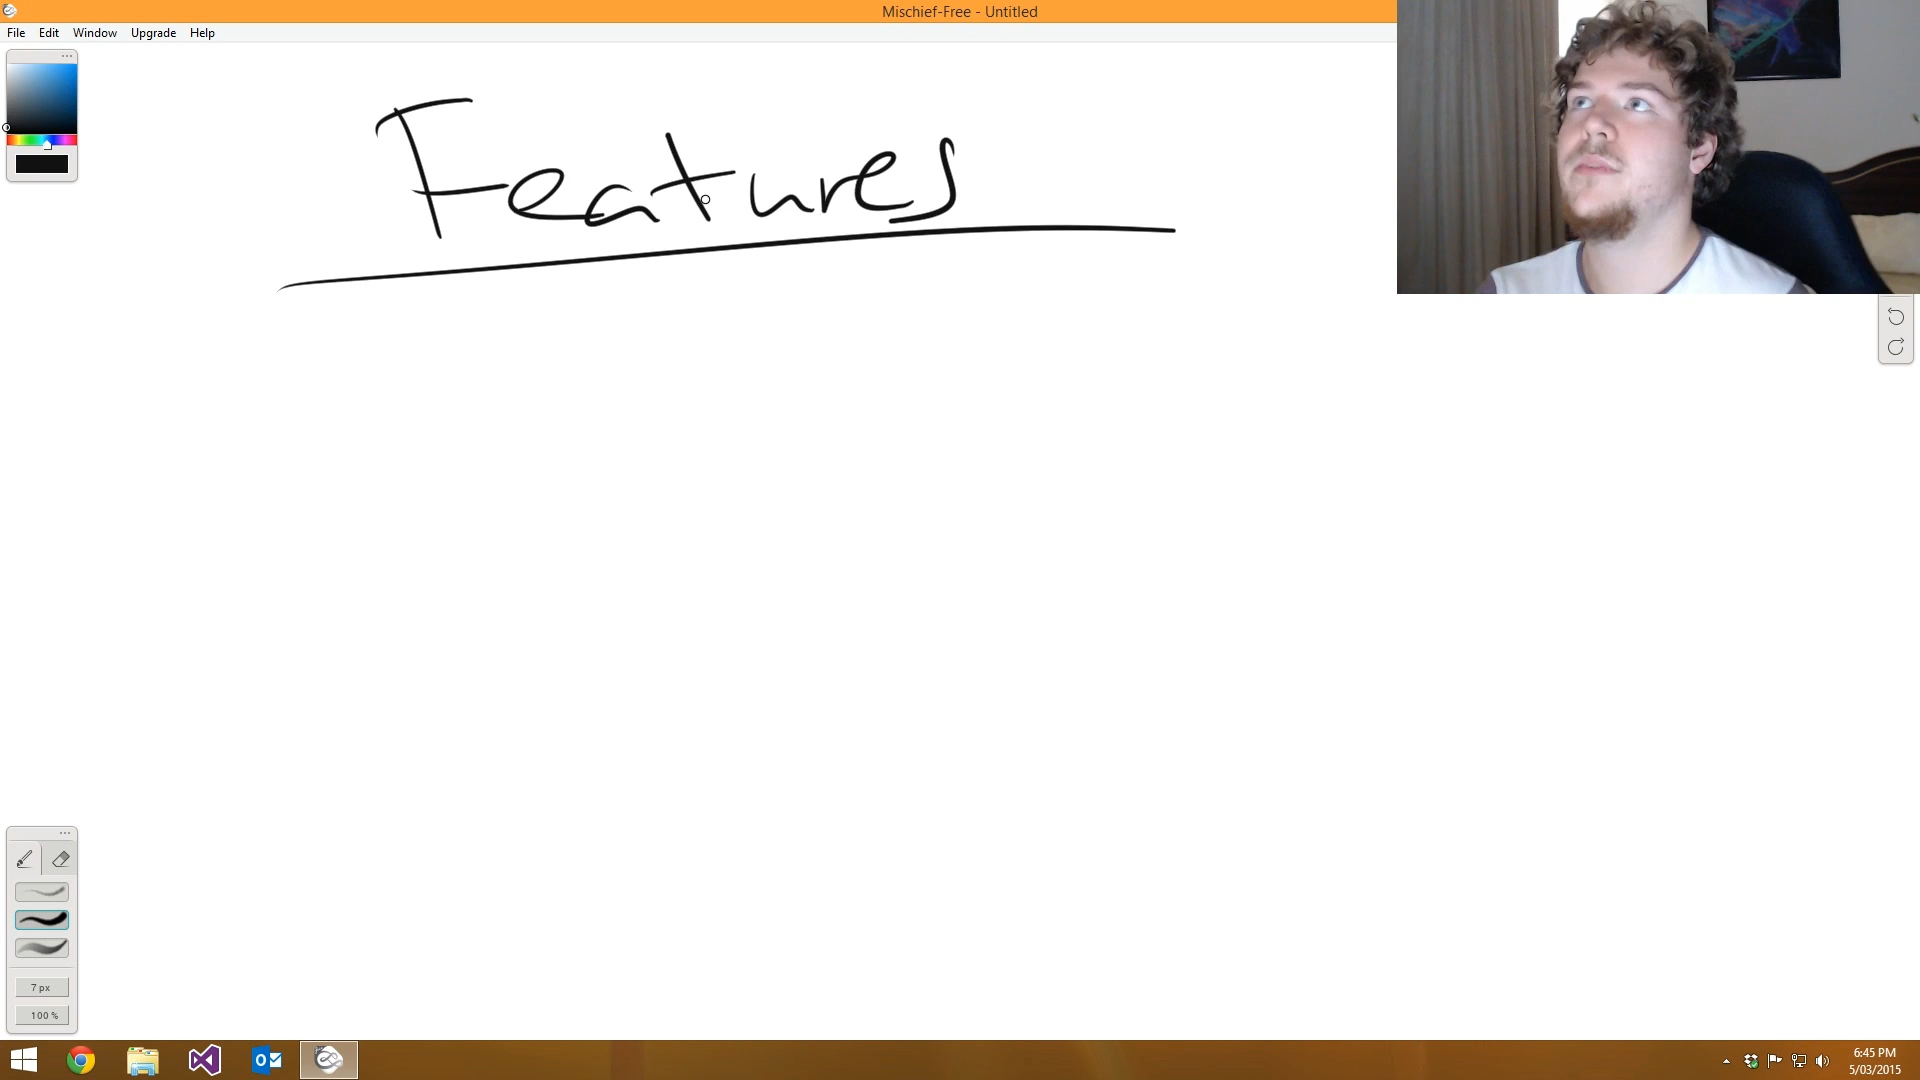 Mischief-Free - Untitled
File Edit Window Upgrade Help
Features
7 px
100 %
6:45 PM
5/03/2015